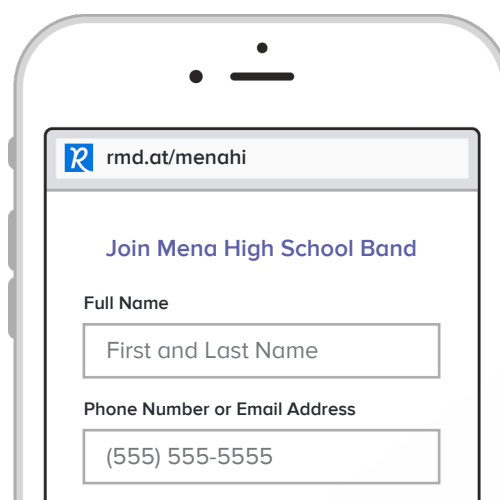 rmd.at/menahi
Join Mena High School Band
Full Name
First and Last Name
Phone Number or Email Address
(555) 555-5555